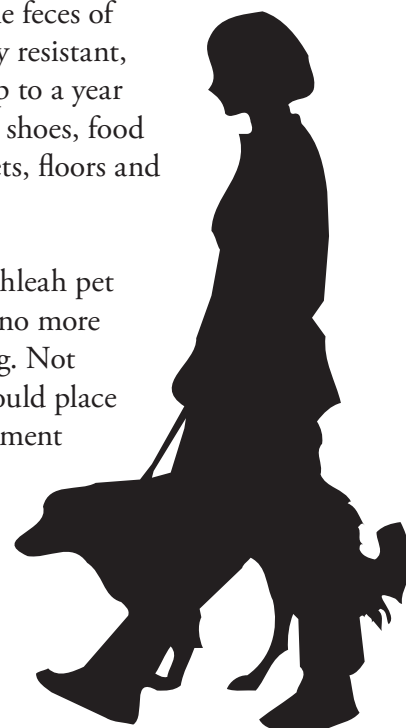 e feces of
y resistant,
p to a year
shoes, food
ets, floors and
hleah pet
no more
g. Not
ould place
ment